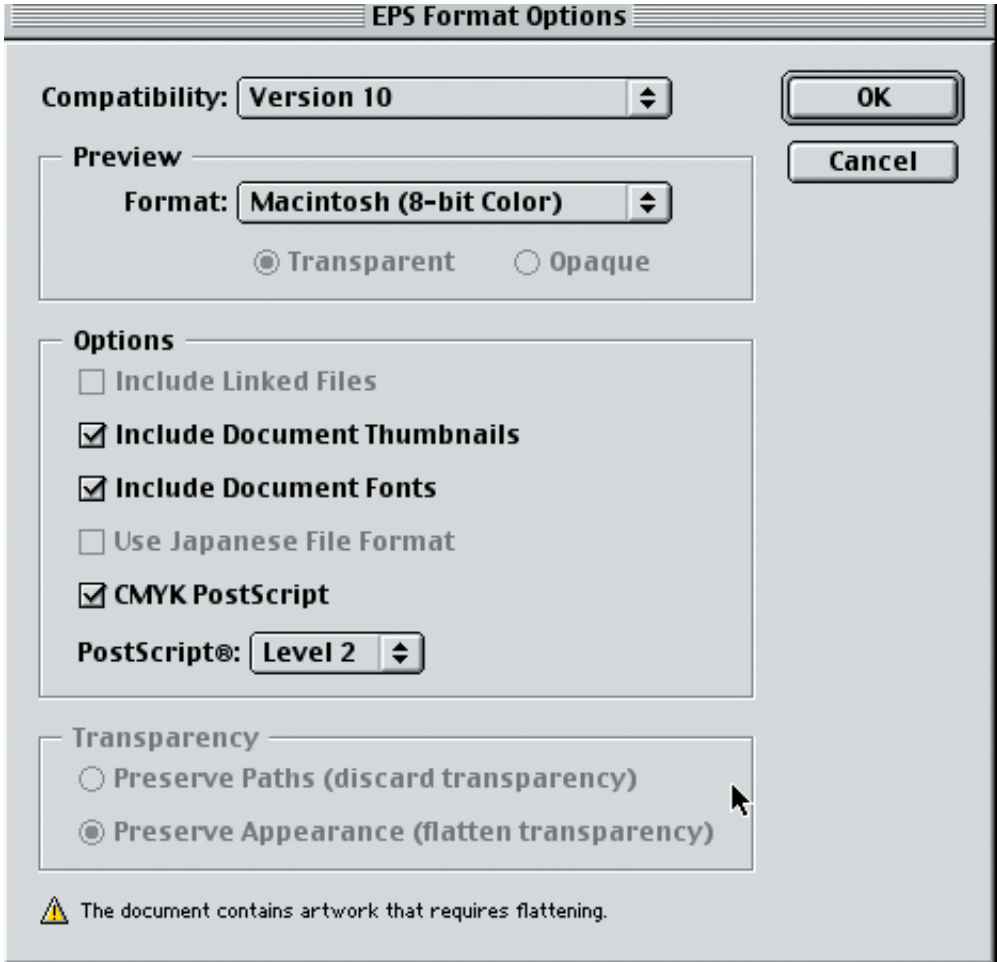 EPS Format Options
Compatibility: Version 10
OK
Preview
Cancel
Format: Macintosh (8-bit Color)
Transparent Opaque
Options
Include Linked Files
Include Document Thumbnails
Include Document Fonts
Use Japanese File Format
CMYK PostScript
PostScript®: Level 2
Transparency
Preserve Paths (discard transparency)
Preserve Appearance (flatten transparency)
The document contains artwork that requires flattening.